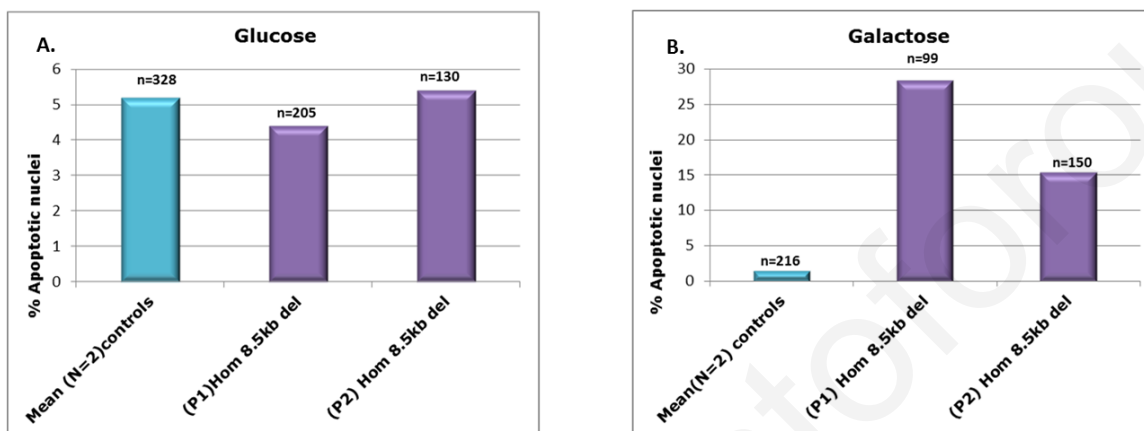 A.
Glucose
% Apoptotic nuclei
6
5
4
3
2
1
0
n=328
n=205
n=130
Mean (N=2)controls
(P1)Hom 8.5kb del
(P2) Hom 8.5kb del
B.
Galactose
% Apoptotic nuclei
30
25
20
15
10
5
0
n=216
n=99
n=150
Mean(N=2) controls
(P1) Hom 8.5kb del
(P2) Hom 8.5kb del